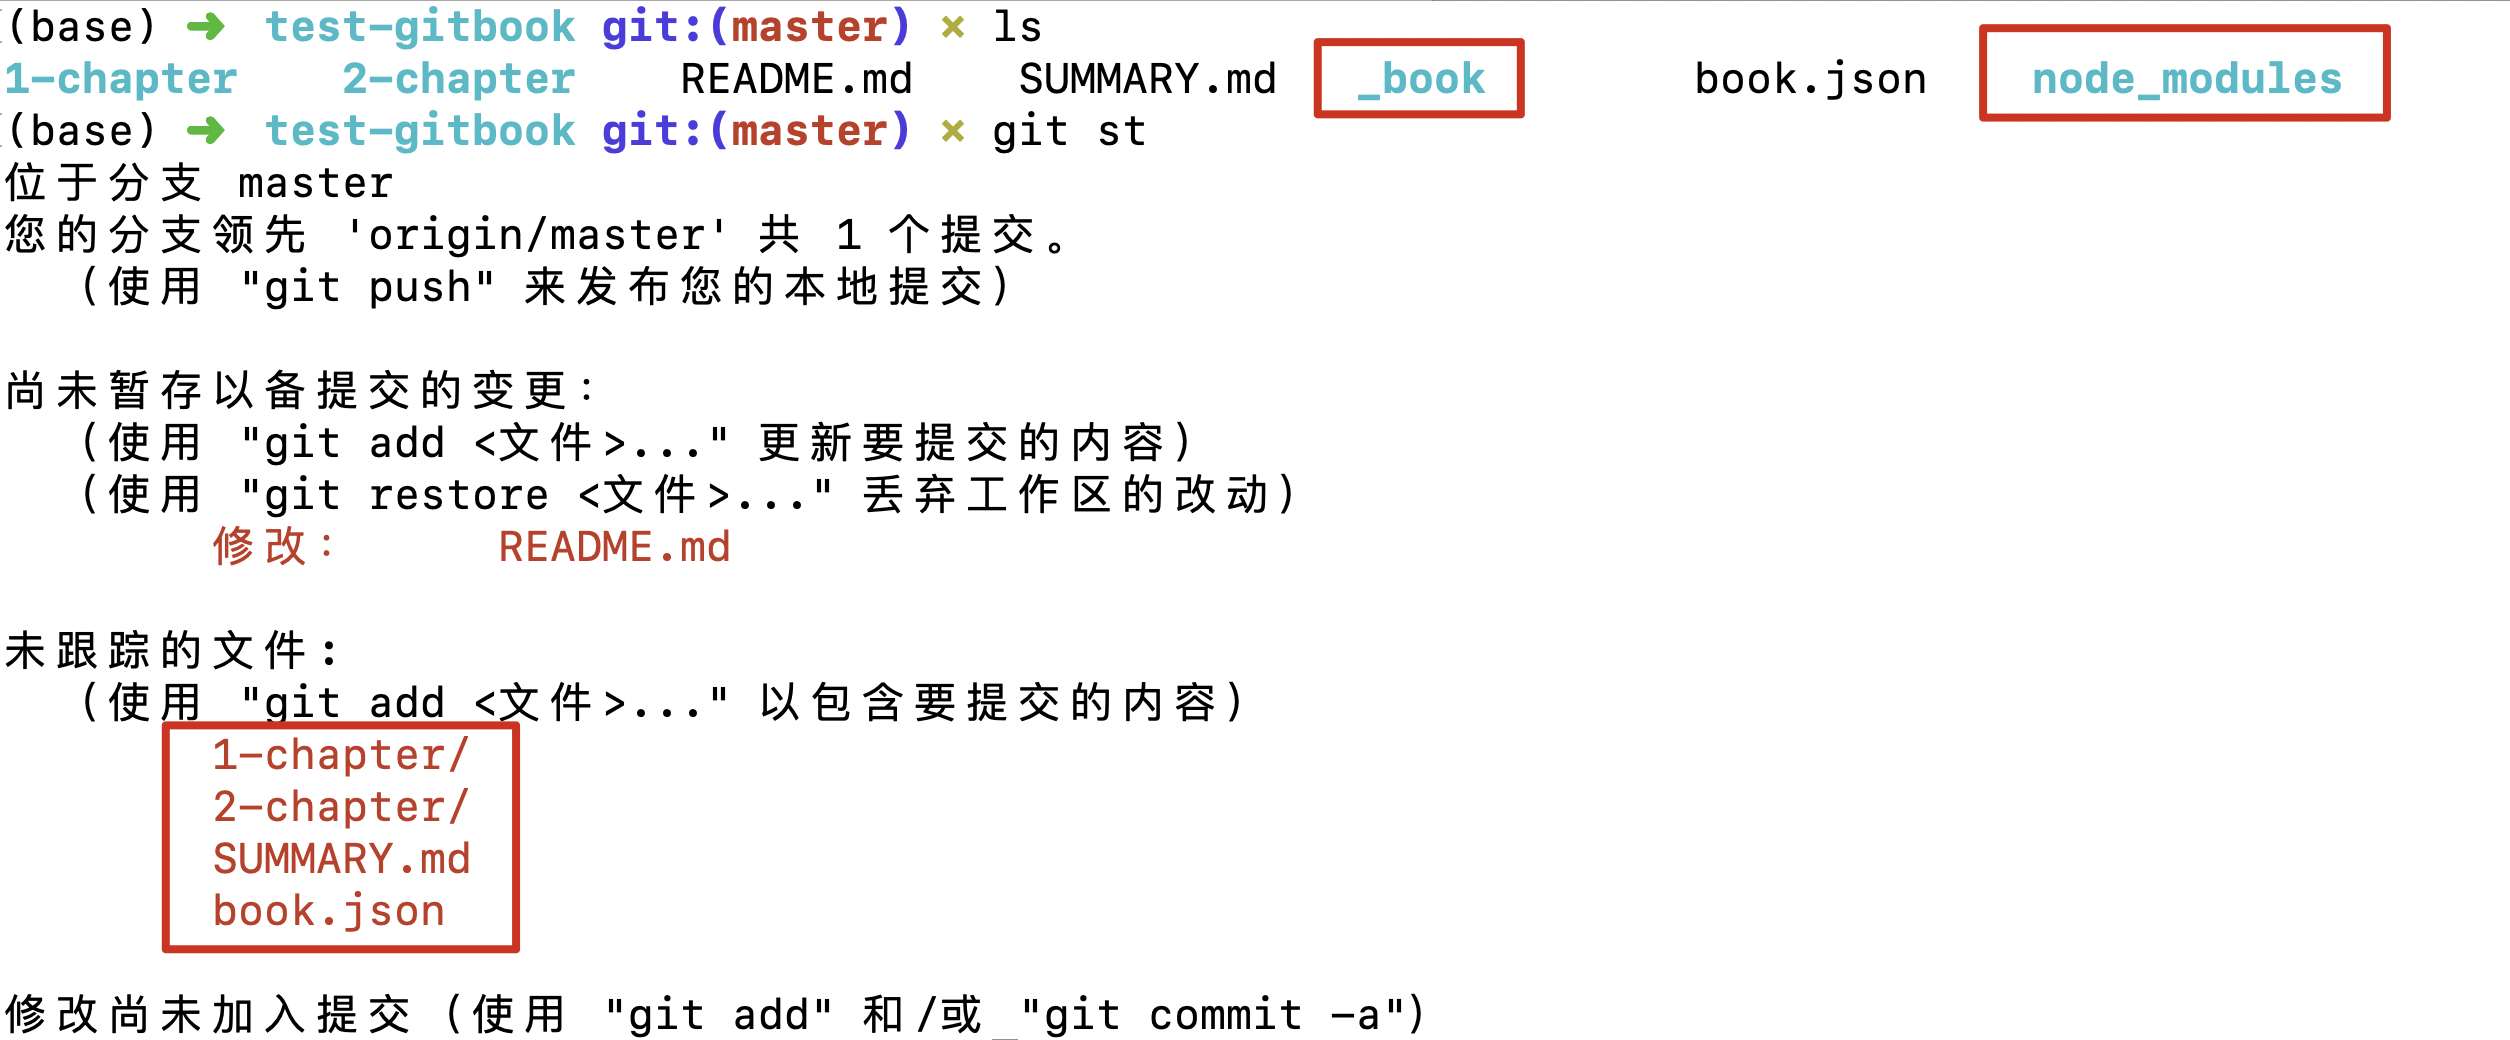 (base) ➜  test-gitbook git:(master) ✗ ls
1-chapter    2-chapter    README.md    SUMMARY.md   _book        book.json    node_modules
(base) ➜  test-gitbook git:(master) ✗ git st
位于分支 master
您的分支领先 'origin/master' 共 1 个提交。
  （使用 "git push" 来发布您的本地提交）
尚未暂存以备提交的变更：
  （使用 "git add <文件>..." 更新要提交的内容）
  （使用 "git restore <文件>..." 丢弃工作区的改动）
        修改：     README.md
未跟踪的文件:
  （使用 "git add <文件>..." 以包含要提交的内容）
        1-chapter/
        2-chapter/
        SUMMARY.md
        book.json
修改尚未加入提交（使用 "git add" 和/或 "git commit -a"）